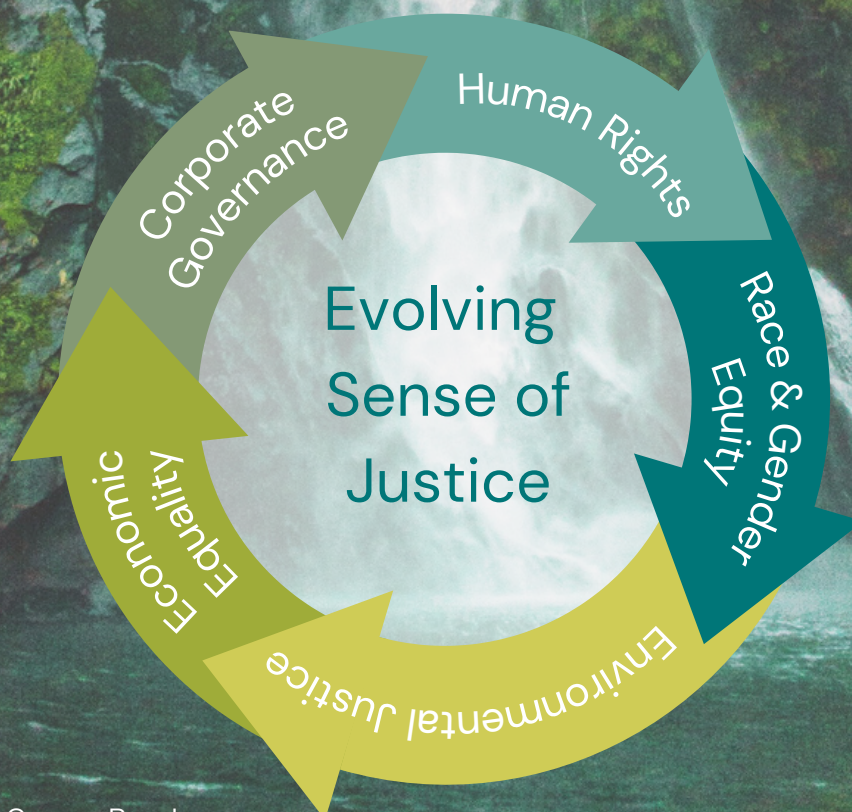 Evolving
Sense of
Justice
Human Rights
Race & Gender
Equity
Environmental Justice
Economic
Equality
Corporate
Governance